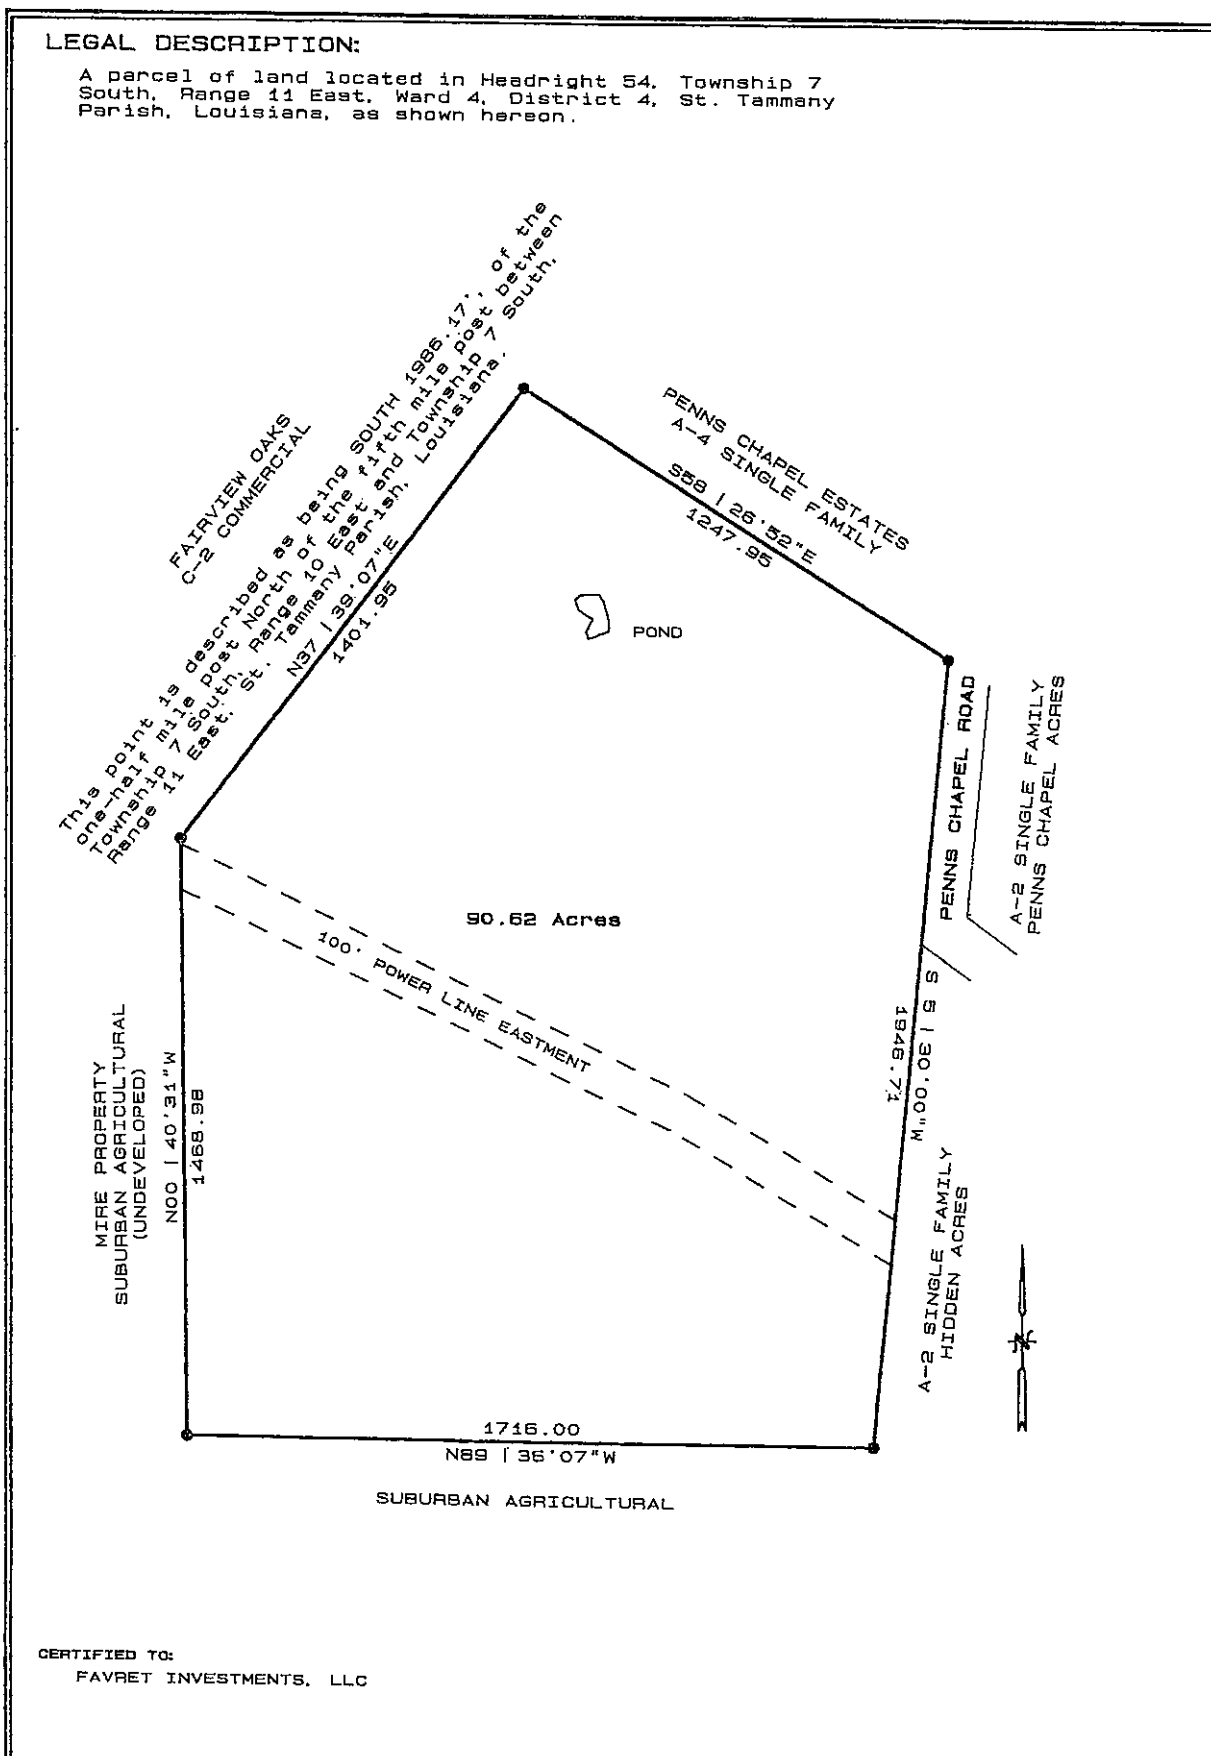 LEGAL DESCRIPTION:
A parcel of land located in Headright 54, Township 7
South, Range 11 East, Ward 4, District 4, St. Tammany
Parish, Louisiana, as shown hereon.
This point is described as being SOUTH 1986.17', of the
one-half mile post North of the fifth mile post between
Township 7 South, Range 10 East and Township 7 South,
Range 11 East, St. Tammany Parish, Louisiana.
FAIRVIEW OAKS
C-2 COMMERCIAL
N37 | 39'07"E
1401.95
PENNS CHAPEL ESTATES
A-4 SINGLE FAMILY
S58 | 26'52"E
1247.95
POND
PENNS CHAPEL ROAD
A-2 SINGLE FAMILY
PENNS CHAPEL ACRES
90.62 Acres
100' POWER LINE EASTMENT
S 5 | 30'00"W
1946.71
MIRE PROPERTY
SUBURBAN AGRICULTURAL
(UNDEVELOPED)
N00 | 40'31"W
1468.98
A-2 SINGLE FAMILY
HIDDEN ACRES
N
1716.00
N89 | 36'07"W
SUBURBAN AGRICULTURAL
CERTIFIED TO:
FAVRET INVESTMENTS, LLC